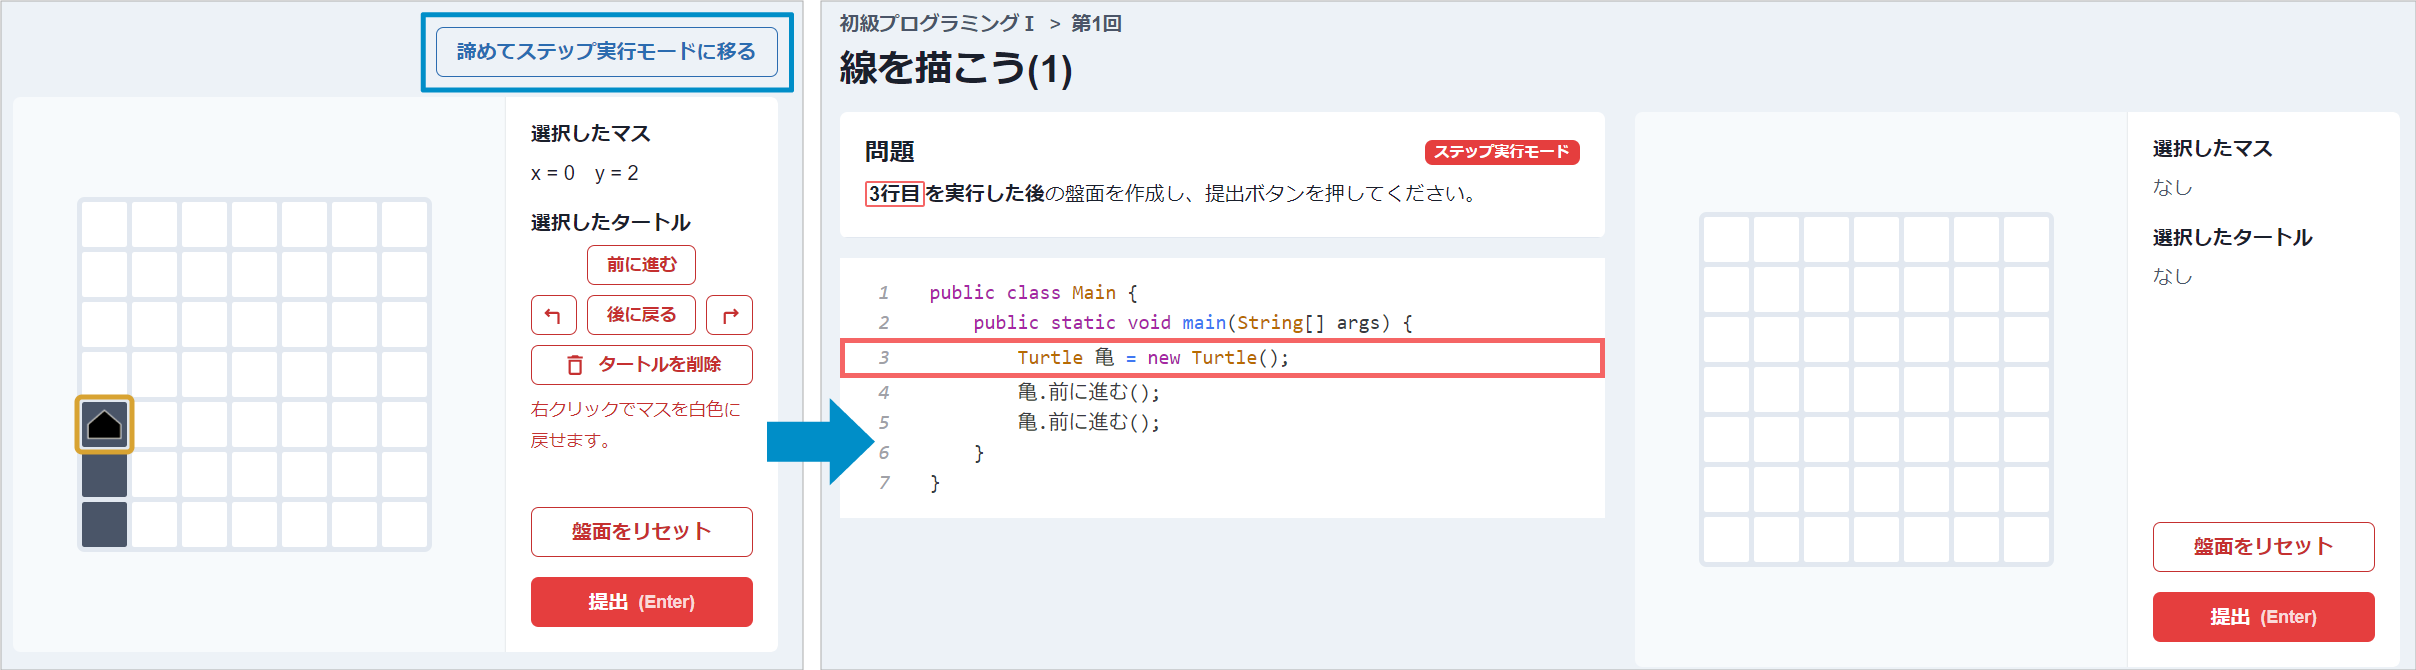 諦めてステップ実行モードに移る
選択したマス
x = 0 y = 2
選択したタートル
前に進む
後に戻る
タートルを削除
右クリックでマスを白色に
戻せます。
盤面をリセット
提出 (Enter)
初級プログラミングⅠ > 第1回
線を描こう(1)
問題
ステップ実行モード
3行目を実行した後の盤面を作成し、提出ボタンを押してください。
1 public class Main {
2 public static void main(String[] args) {
3 Turtle 亀 = new Turtle();
4 亀.前に進む();
5 亀.前に進む();
6 }
7 }
選択したマス
なし
選択したタートル
なし
盤面をリセット
提出 (Enter)